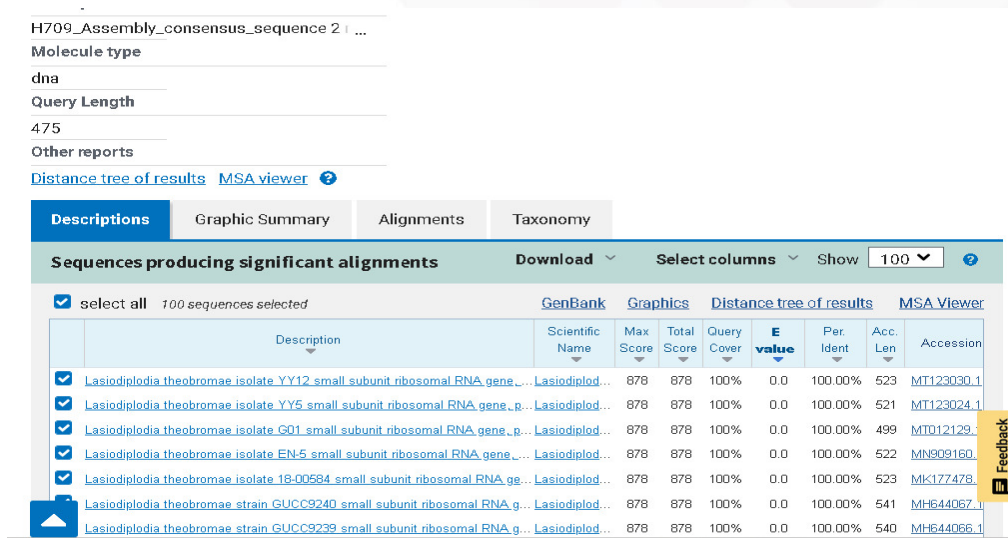 H709_Assembly_consensus_sequence 2 ...
Molecule type
dna
Query Length
475
Other reports
Distance tree of results MSA viewer ?
Descriptions Graphic Summary Alignments Taxonomy
Sequences producing significant alignments Download Select columns Show 100 ?
select all 100 sequences selected GenBank Graphics Distance tree of results MSA Viewer
Description Scientific Name Max Score Total Score Query Cover E value Per. Ident Acc. Len Accession
Lasiodiplodia theobromae isolate YY12 small subunit ribosomal RNA gene, ... Lasiodiplod... 878 878 100% 0.0 100.00% 523 MT123030.1
Lasiodiplodia theobromae isolate YY5 small subunit ribosomal RNA gene, p... Lasiodiplod... 878 878 100% 0.0 100.00% 521 MT123024.1
Lasiodiplodia theobromae isolate G01 small subunit ribosomal RNA gene, p... Lasiodiplod... 878 878 100% 0.0 100.00% 499 MT012129.1
Lasiodiplodia theobromae isolate EN-5 small subunit ribosomal RNA gene, ... Lasiodiplod... 878 878 100% 0.0 100.00% 522 MN909160.
Lasiodiplodia theobromae isolate 18-00584 small subunit ribosomal RNA ge... Lasiodiplod... 878 878 100% 0.0 100.00% 523 MK177478.
Lasiodiplodia theobromae strain GUCC9240 small subunit ribosomal RNA g... Lasiodiplod... 878 878 100% 0.0 100.00% 541 MH644067.1
Lasiodiplodia theobromae strain GUCC9239 small subunit ribosomal RNA g... Lasiodiplod... 878 878 100% 0.0 100.00% 540 MH644066.1
Feedback